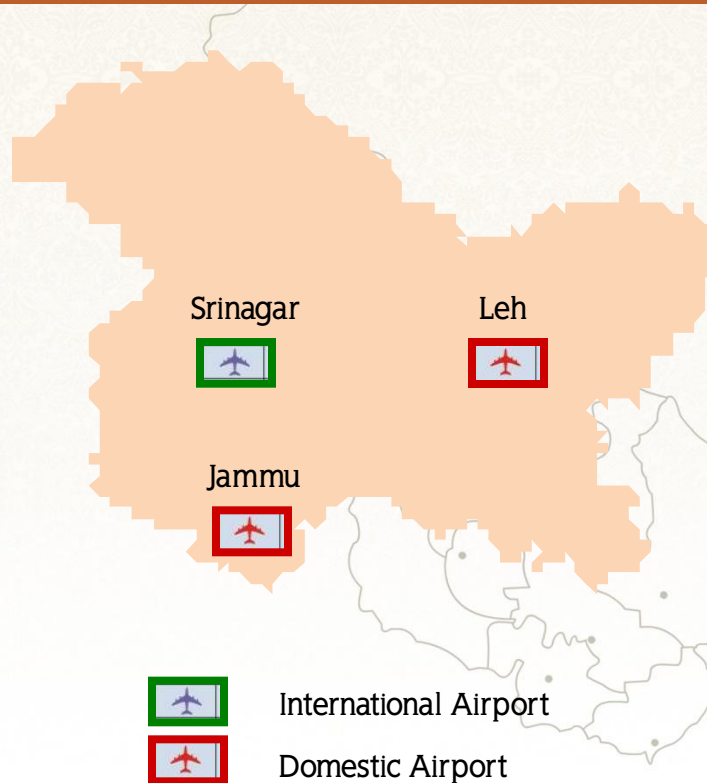 Srinagar
Leh
Jammu
International Airport
Domestic Airport